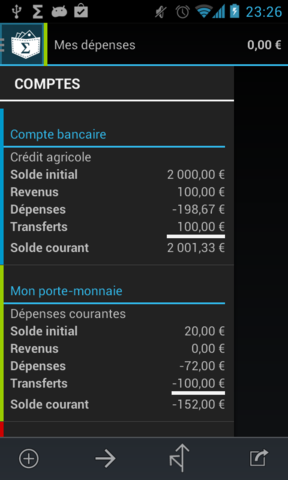 23:26
Mes dépenses 0,00 €
COMPTES
Compte bancaire
Crédit agricole
Solde initial 2 000,00 €
Revenus 100,00 €
Dépenses -198,67 €
Transferts 100,00 €
Solde courant 2 001,33 €
Mon porte-monnaie
Dépenses courantes
Solde initial 20,00 €
Revenus 0,00 €
Dépenses -72,00 €
Transferts -100,00 €
Solde courant -152,00 €